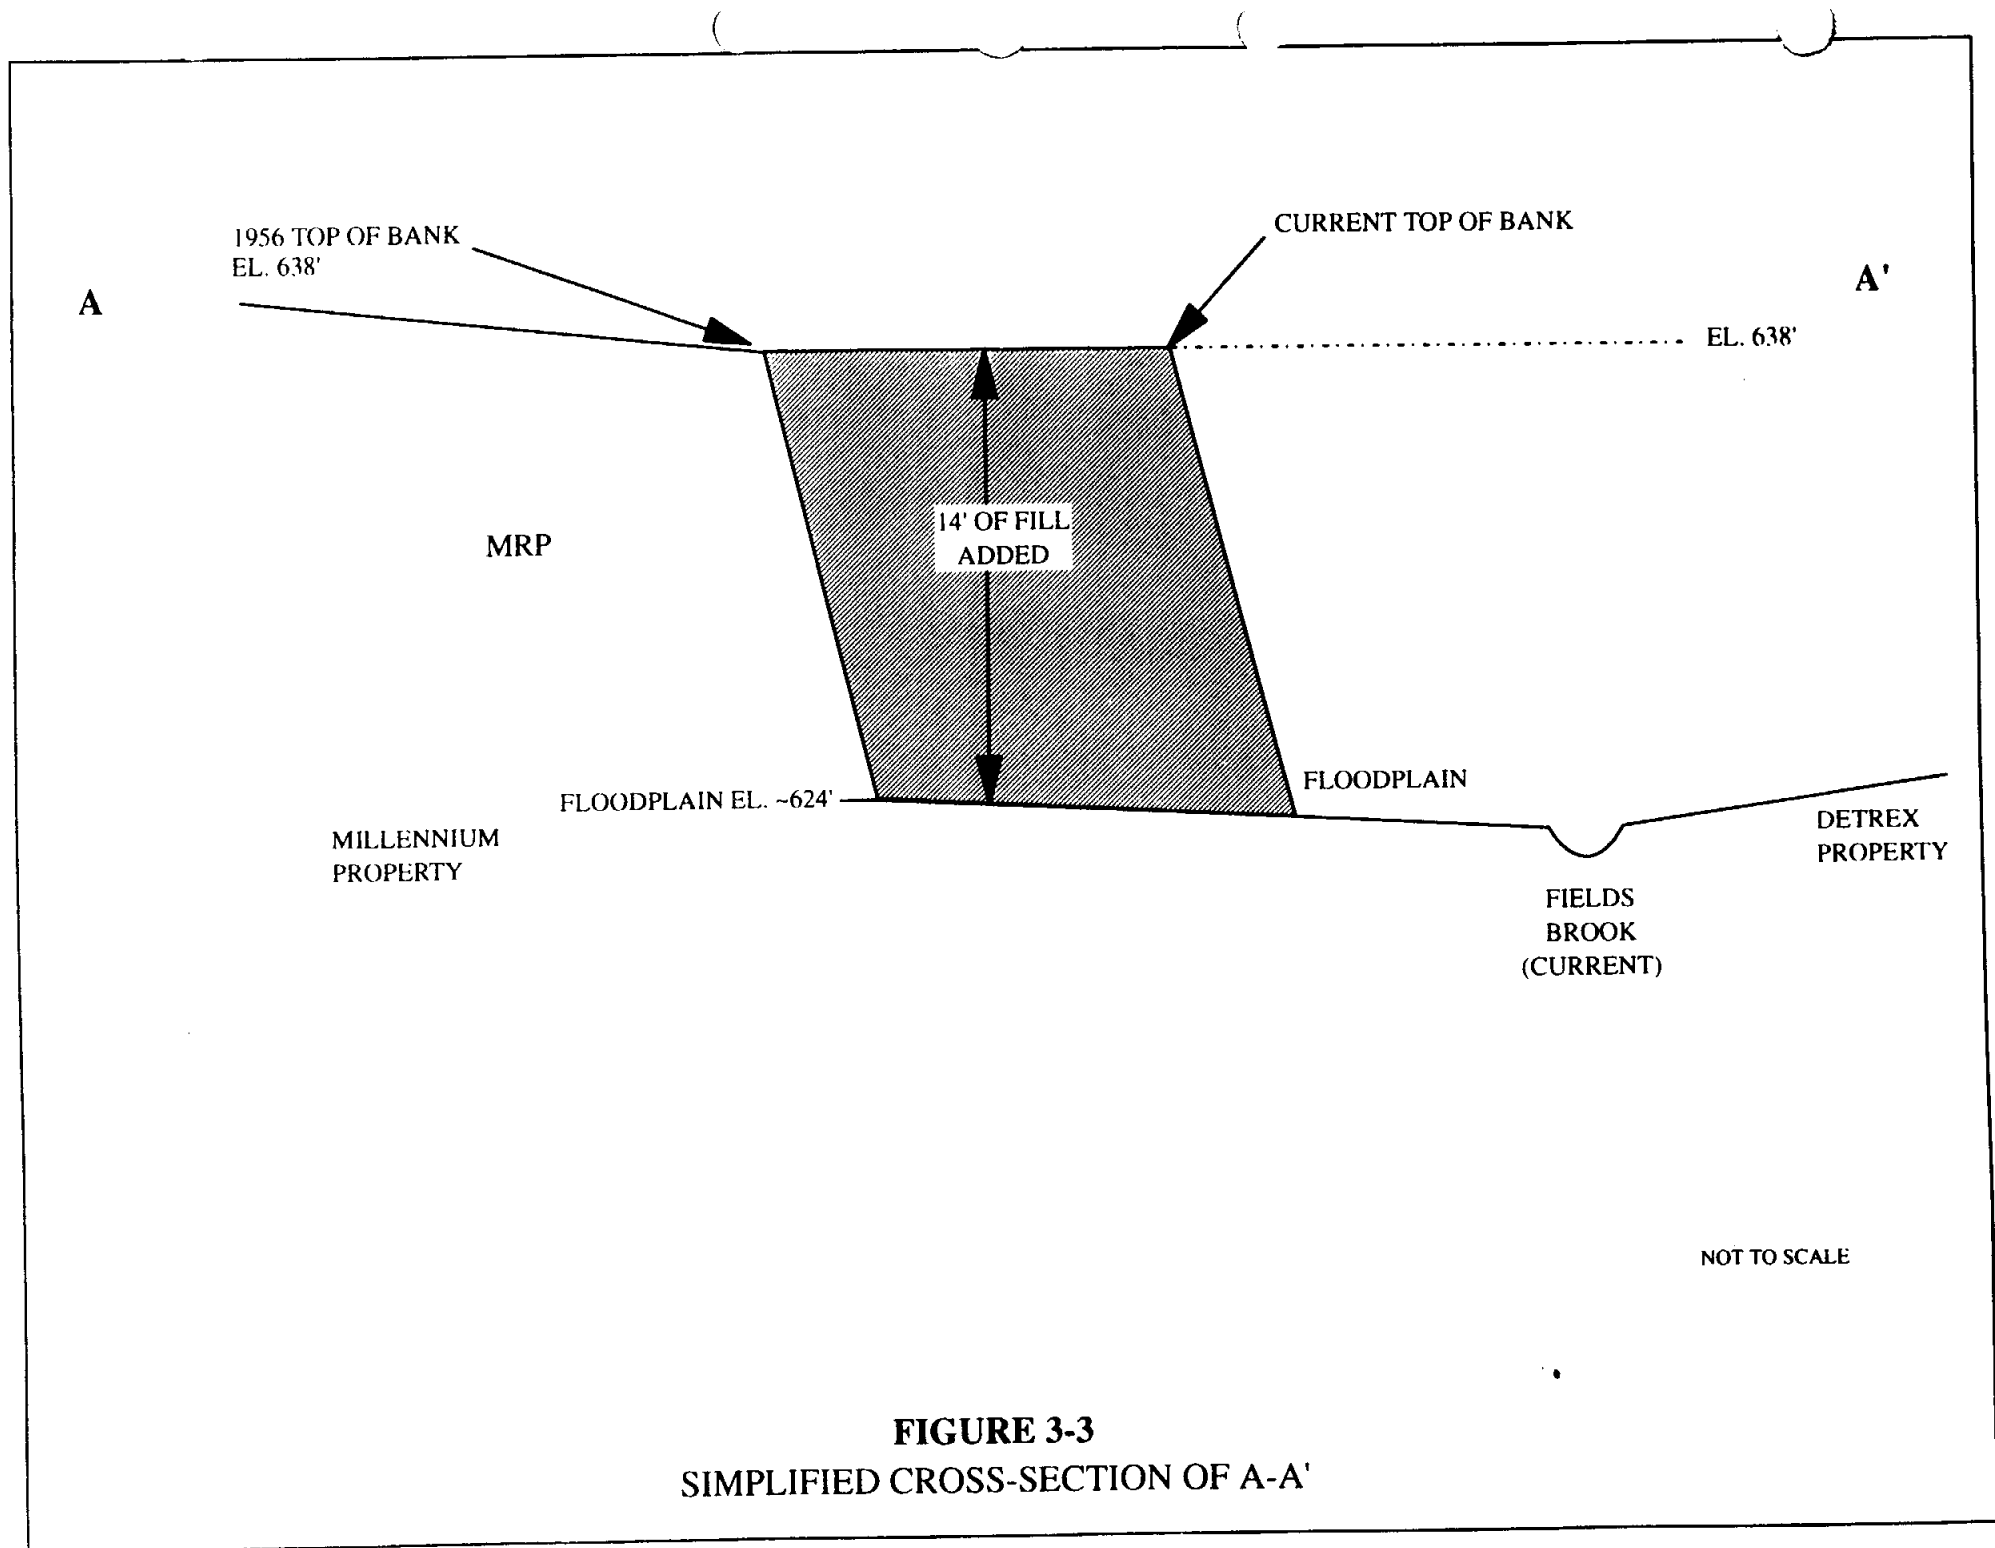 1956 TOP OF BANK
EL. 638'
CURRENT TOP OF BANK
A
A'
EL. 638'
14' OF FILL
ADDED
MRP
FLOODPLAIN EL. ~624'
FLOODPLAIN
MILLENNIUM
PROPERTY
DETREX
PROPERTY
FIELDS
BROOK
(CURRENT)
NOT TO SCALE
FIGURE 3-3
SIMPLIFIED CROSS-SECTION OF A-A'